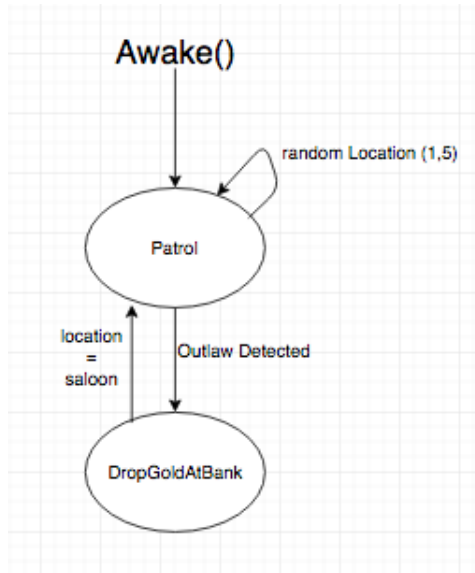 Awake()
random Location (1,5)
Patrol
location
=
saloon
Outlaw Detected
DropGoldAtBank